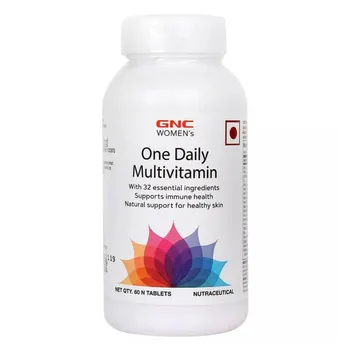 GNC
WOMEN's
One Daily
Multivitamin
With 32 essential ingredients
Supports immune health
Natural support for healthy skin
NET QTY. 60 N TABLETS NUTRACEUTICAL